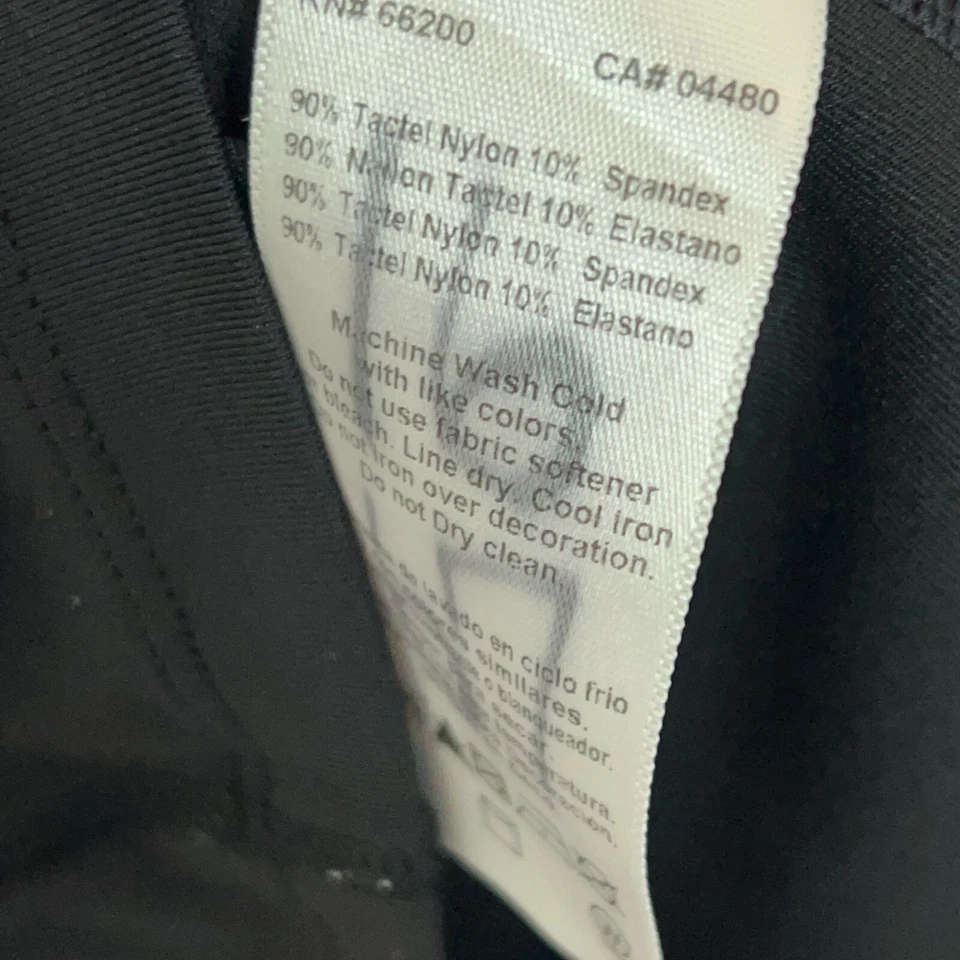 RN# 66200
CA# 04480
90% Tactel Nylon 10% Spandex
90% Nylon Tactel 10% Elastano
90% Tactel Nylon 10% Spandex
90% Tactel Nylon 10% Elastano
Machine Wash Cold
with like colors.
Do not use fabric softener
or bleach. Line dry. Cool iron
Do not iron over decoration.
Do not Dry clean.
de lavado en ciclo frio
similares.
o blanqueador.
secar.